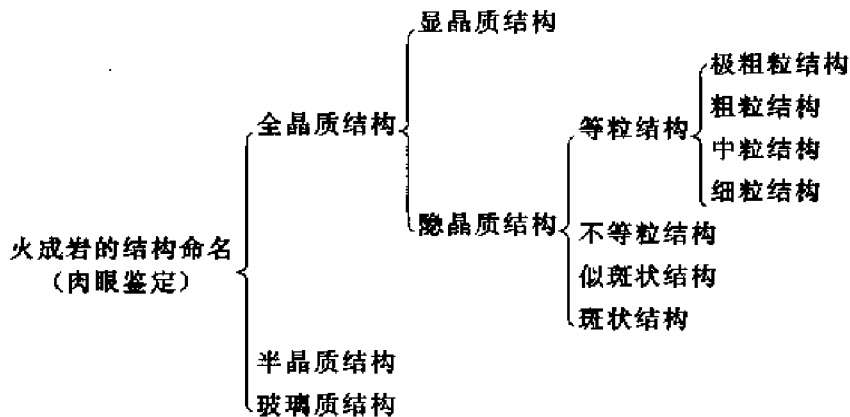 火成岩的结构命名
（肉眼鉴定）
全晶质结构
显晶质结构
隐晶质结构
等粒结构
极粗粒结构
粗粒结构
中粒结构
细粒结构
不等粒结构
似斑状结构
斑状结构
半晶质结构
玻璃质结构